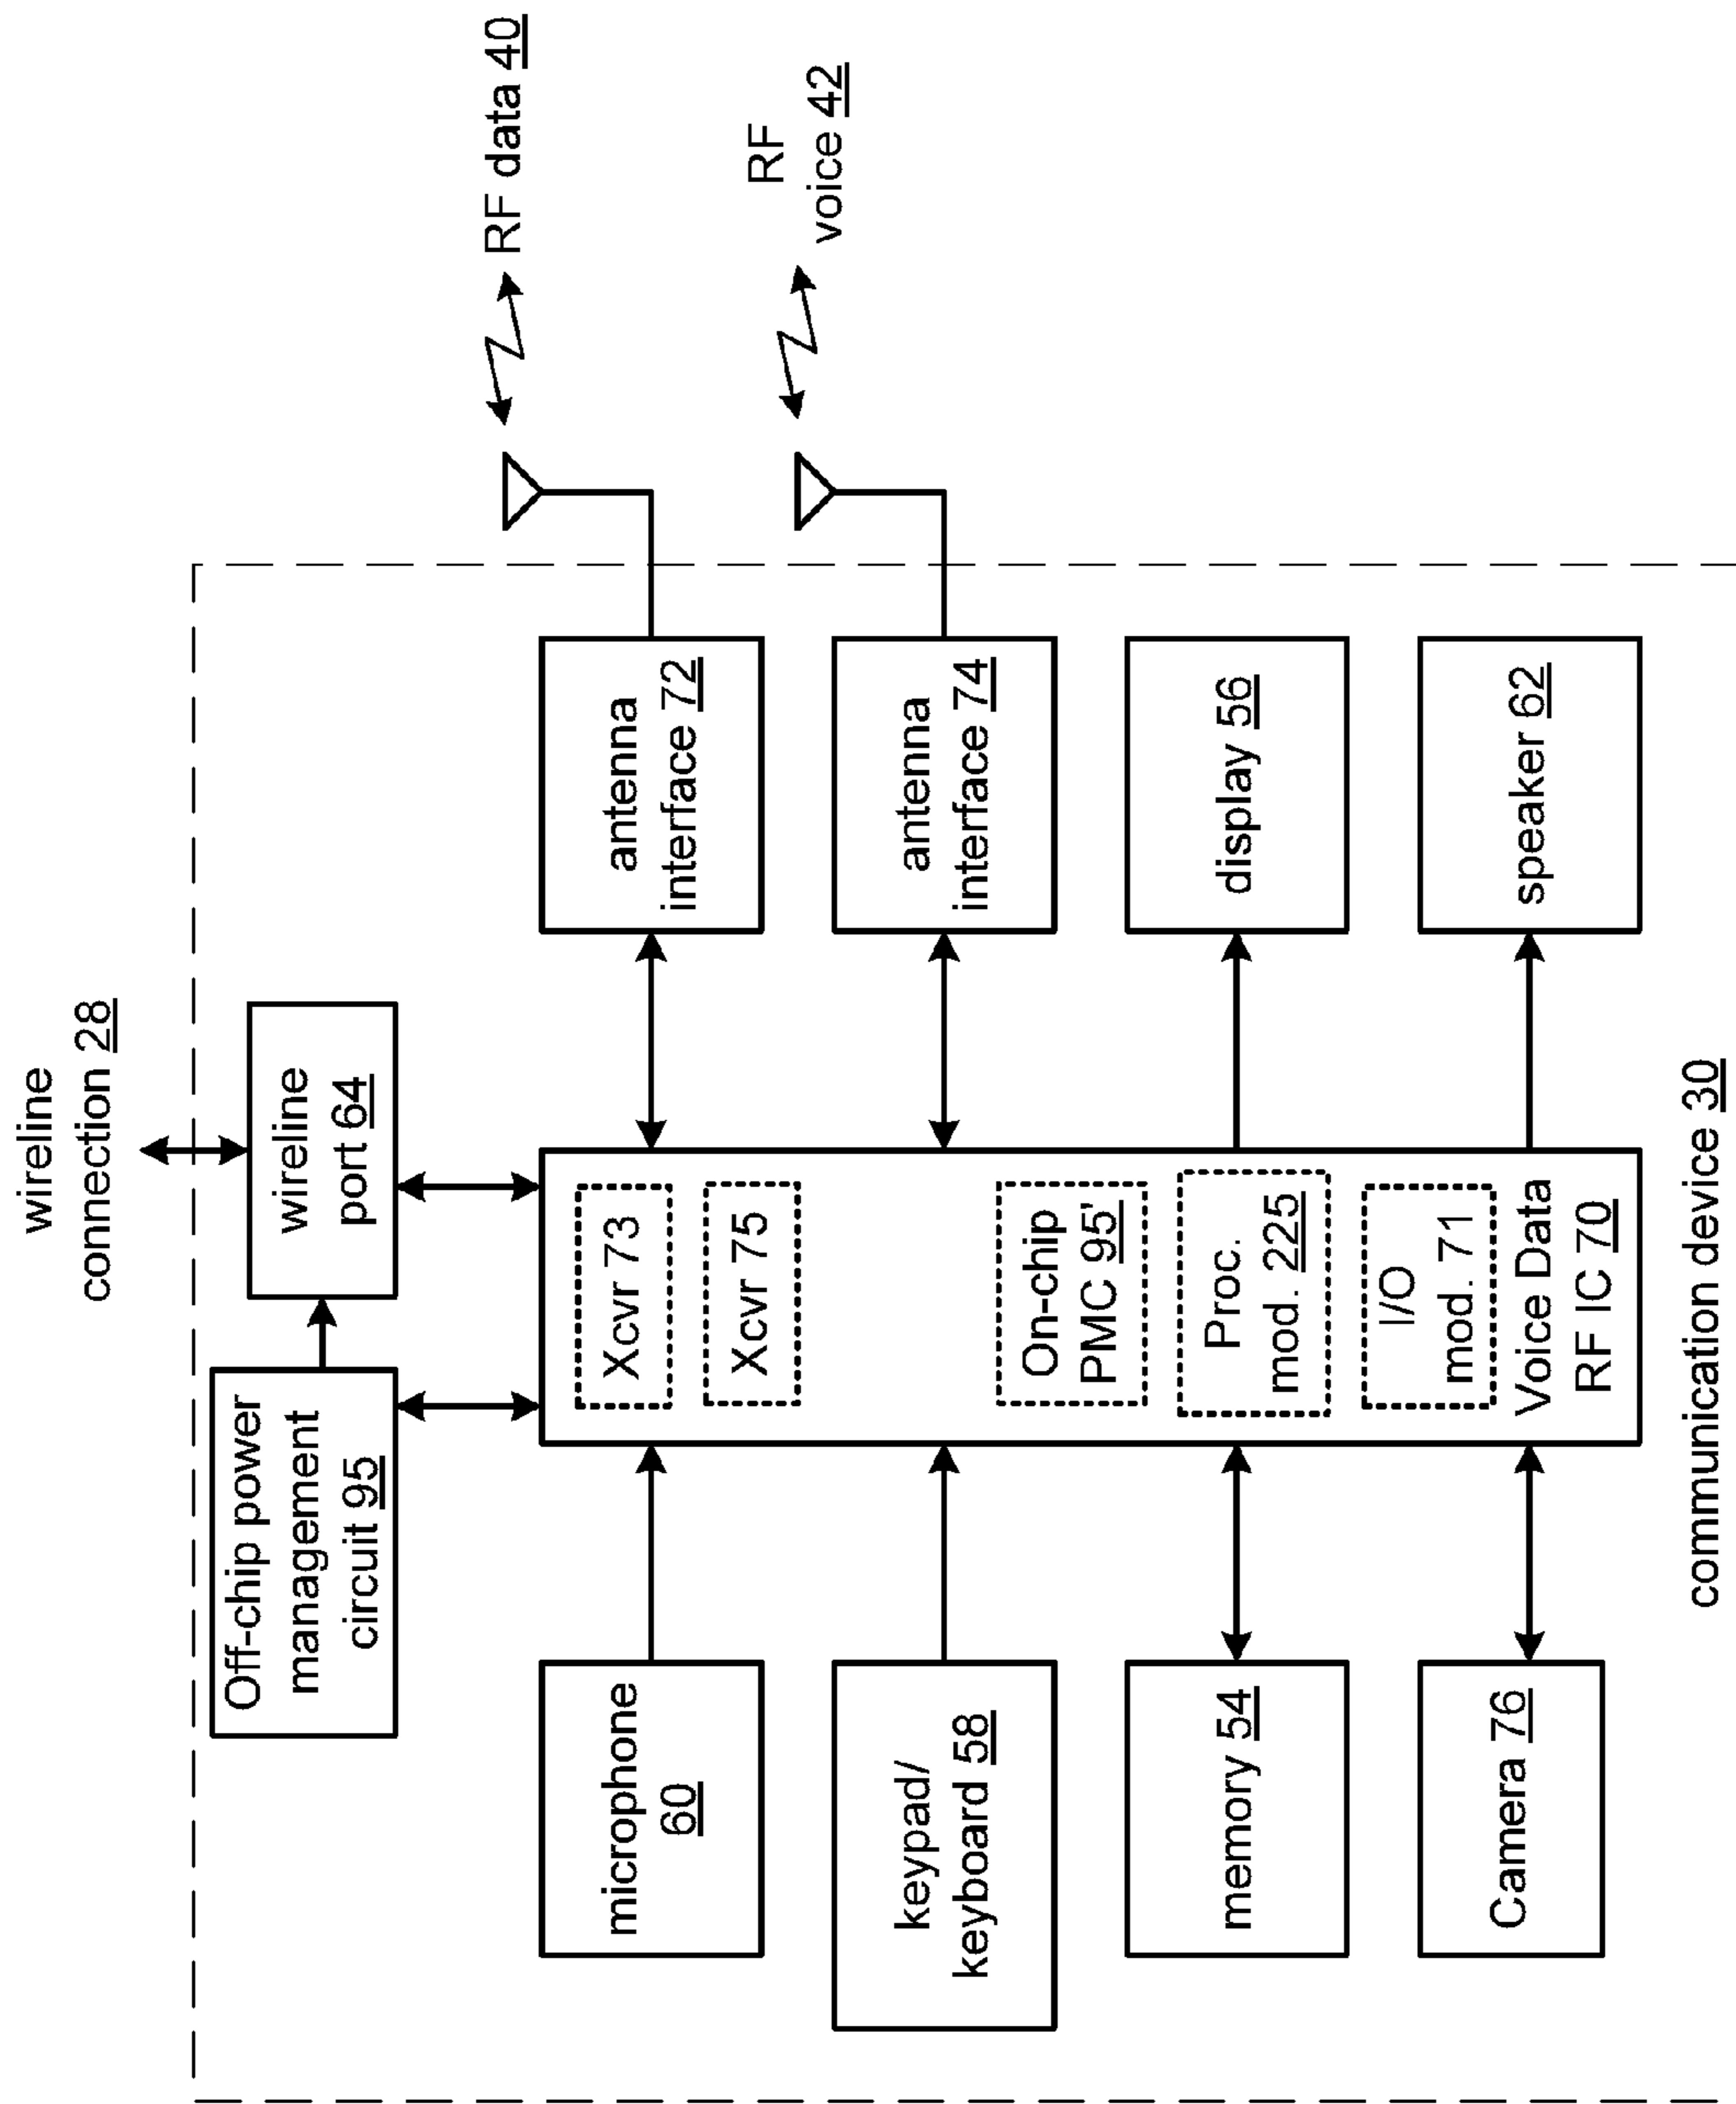 wireline
connection 28
Off-chip power
management
circuit 95
wireline
port 64
RF data 40
RF
voice 42
microphone
60
keypad/
keyboard 58
memory 54
Camera 76
Xcvr 73
Xcvr 75
On-chip
PMC 95'
Proc.
mod. 225
I/O
mod. 71
Voice Data
RF IC 70
antenna
interface 72
antenna
interface 74
display 56
speaker 62
communication device 30